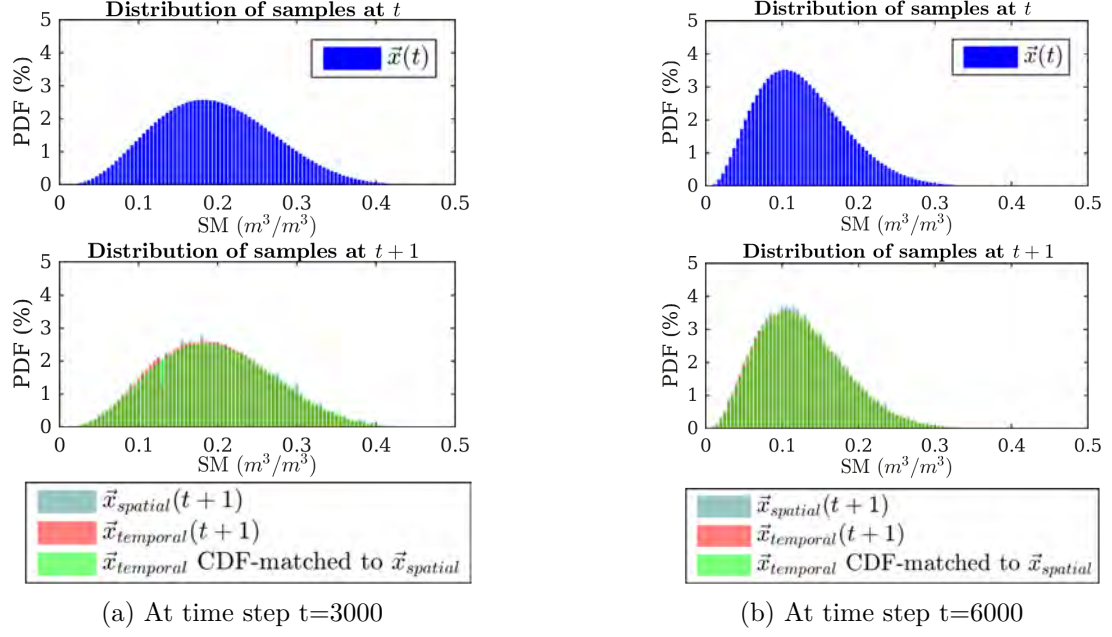 Distribution of samples at t
PDF (%)
5
4
3
2
1
0
x⃗(t)
0 0.1 0.2 0.3 0.4 0.5
SM (m³/m³)
Distribution of samples at t + 1
PDF (%)
5
4
3
2
1
0
0 0.1 0.2 0.3 0.4 0.5
SM (m³/m³)
x⃗spatial(t + 1)
x⃗temporal(t + 1)
x⃗temporal CDF-matched to x⃗spatial
(a) At time step t=3000
Distribution of samples at t
PDF (%)
5
4
3
2
1
0
x⃗(t)
0 0.1 0.2 0.3 0.4 0.5
SM (m³/m³)
Distribution of samples at t + 1
PDF (%)
5
4
3
2
1
0
0 0.1 0.2 0.3 0.4 0.5
SM (m³/m³)
x⃗spatial(t + 1)
x⃗temporal(t + 1)
x⃗temporal CDF-matched to x⃗spatial
(b) At time step t=6000